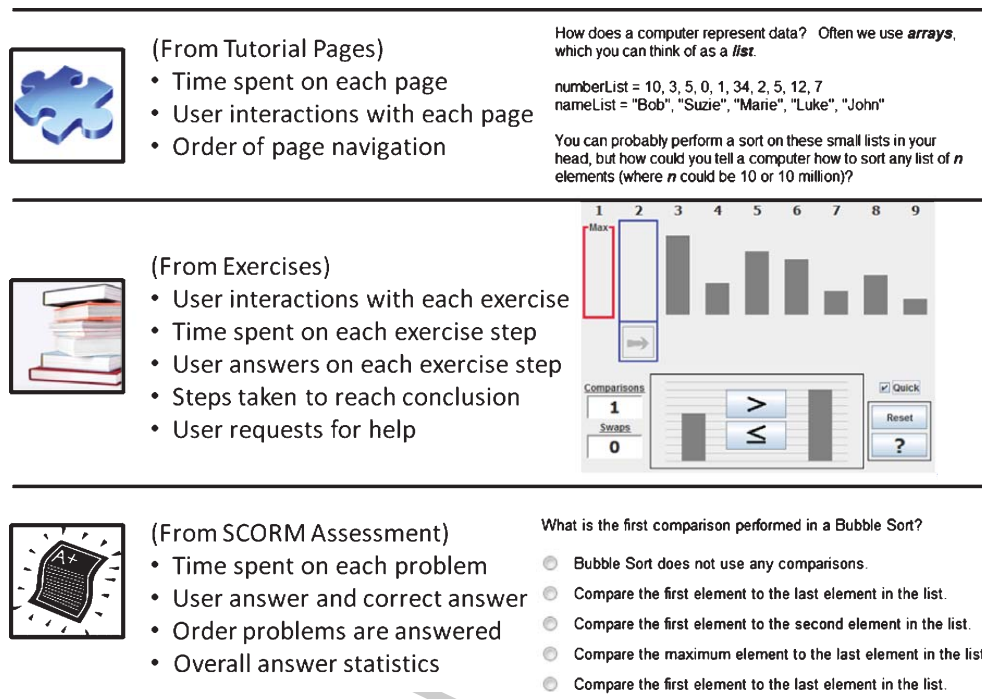 (From Tutorial Pages)
• Time spent on each page
• User interactions with each page
• Order of page navigation
How does a computer represent data? Often we use arrays,
which you can think of as a list.
numberList = 10, 3, 5, 0, 1, 34, 2, 5, 12, 7
nameList = "Bob", "Suzie", "Marie", "Luke", "John"
You can probably perform a sort on these small lists in your
head, but how could you tell a computer how to sort any list of n
elements (where n could be 10 or 10 million)?
(From Exercises)
• User interactions with each exercise
• Time spent on each exercise step
• User answers on each exercise step
• Steps taken to reach conclusion
• User requests for help
1 2 3 4 5 6 7 8 9
Max
Comparisons
1
Swaps
0
>
≤
Quick
Reset
?
A+
(From SCORM Assessment)
• Time spent on each problem
• User answer and correct answer
• Order problems are answered
• Overall answer statistics
What is the first comparison performed in a Bubble Sort?
Bubble Sort does not use any comparisons.
Compare the first element to the last element in the list.
Compare the first element to the second element in the list.
Compare the maximum element to the last element in the list
Compare the first element to the last element in the list.